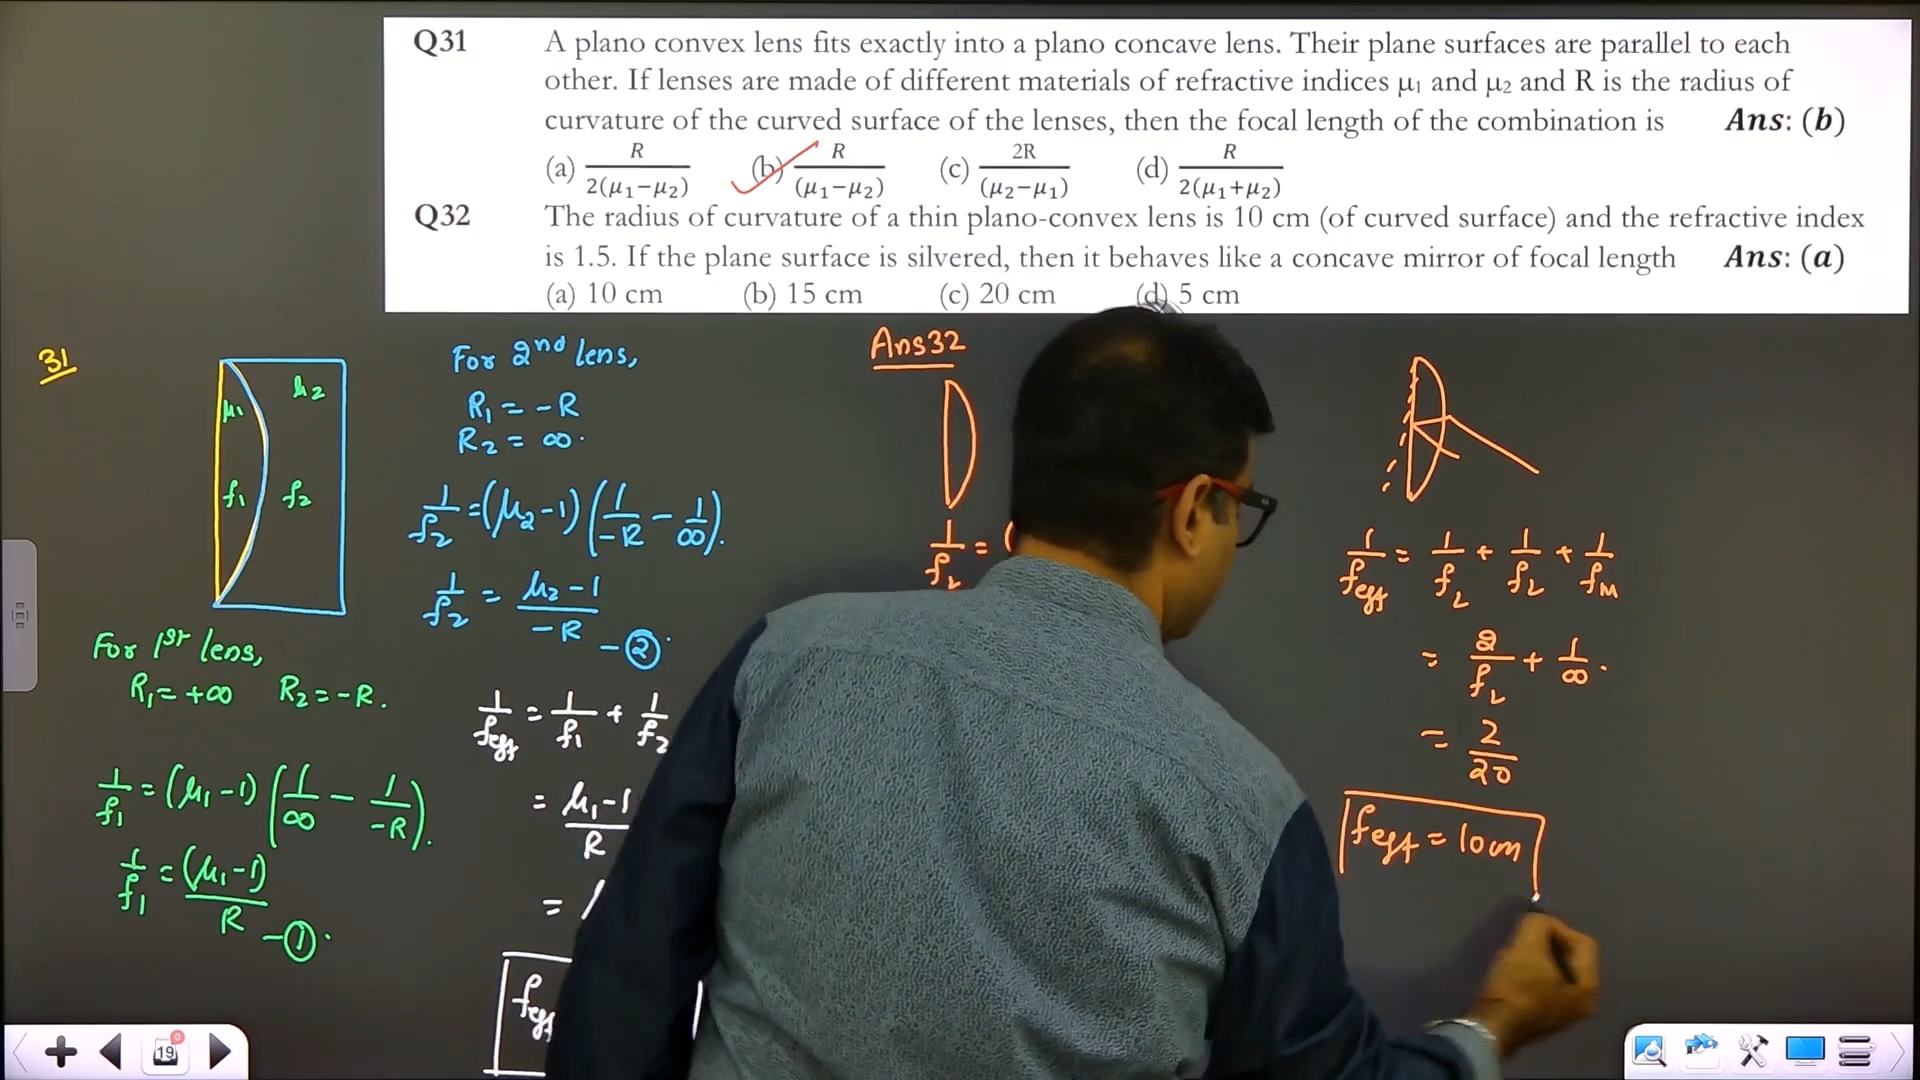 Q31 A plano convex lens fits exactly into a plano concave lens. Their plane surfaces are parallel to each
other. If lenses are made of different materials of refractive indices μ₁ and μ₂ and R is the radius of
curvature of the curved surface of the lenses, then the focal length of the combination is Ans: (b)
(a) R/2(μ₁−μ₂) (b) R/(μ₁−μ₂) (c) 2R/(μ₂−μ₁) (d) R/2(μ₁+μ₂)
Q32 The radius of curvature of a thin plano-convex lens is 10 cm (of curved surface) and the refractive index
is 1.5. If the plane surface is silvered, then it behaves like a concave mirror of focal length Ans: (a)
(a) 10 cm (b) 15 cm (c) 20 cm (d) 5 cm
31
μ₁ μ₂
f₁ f₂
For 1st lens,
R₁ = +∞ R₂ = −R.
1/f₁ = (μ₁−1) (1/∞ − 1/−R).
1/f₁ = (μ₁−1)/R −①.
For 2nd lens,
R₁ = −R
R₂ = ∞.
1/f₂ = (μ₂−1) (1/−R − 1/∞).
1/f₂ = μ₂−1/−R −②.
1/feff = 1/f₁ + 1/f₂
= μ₁−1/R
=
feff
Ans32
1/fL = (
1/feff = 1/fL + 1/fL + 1/fM
= 2/fL + 1/∞.
= 2/20
feff = 10cm
19
0